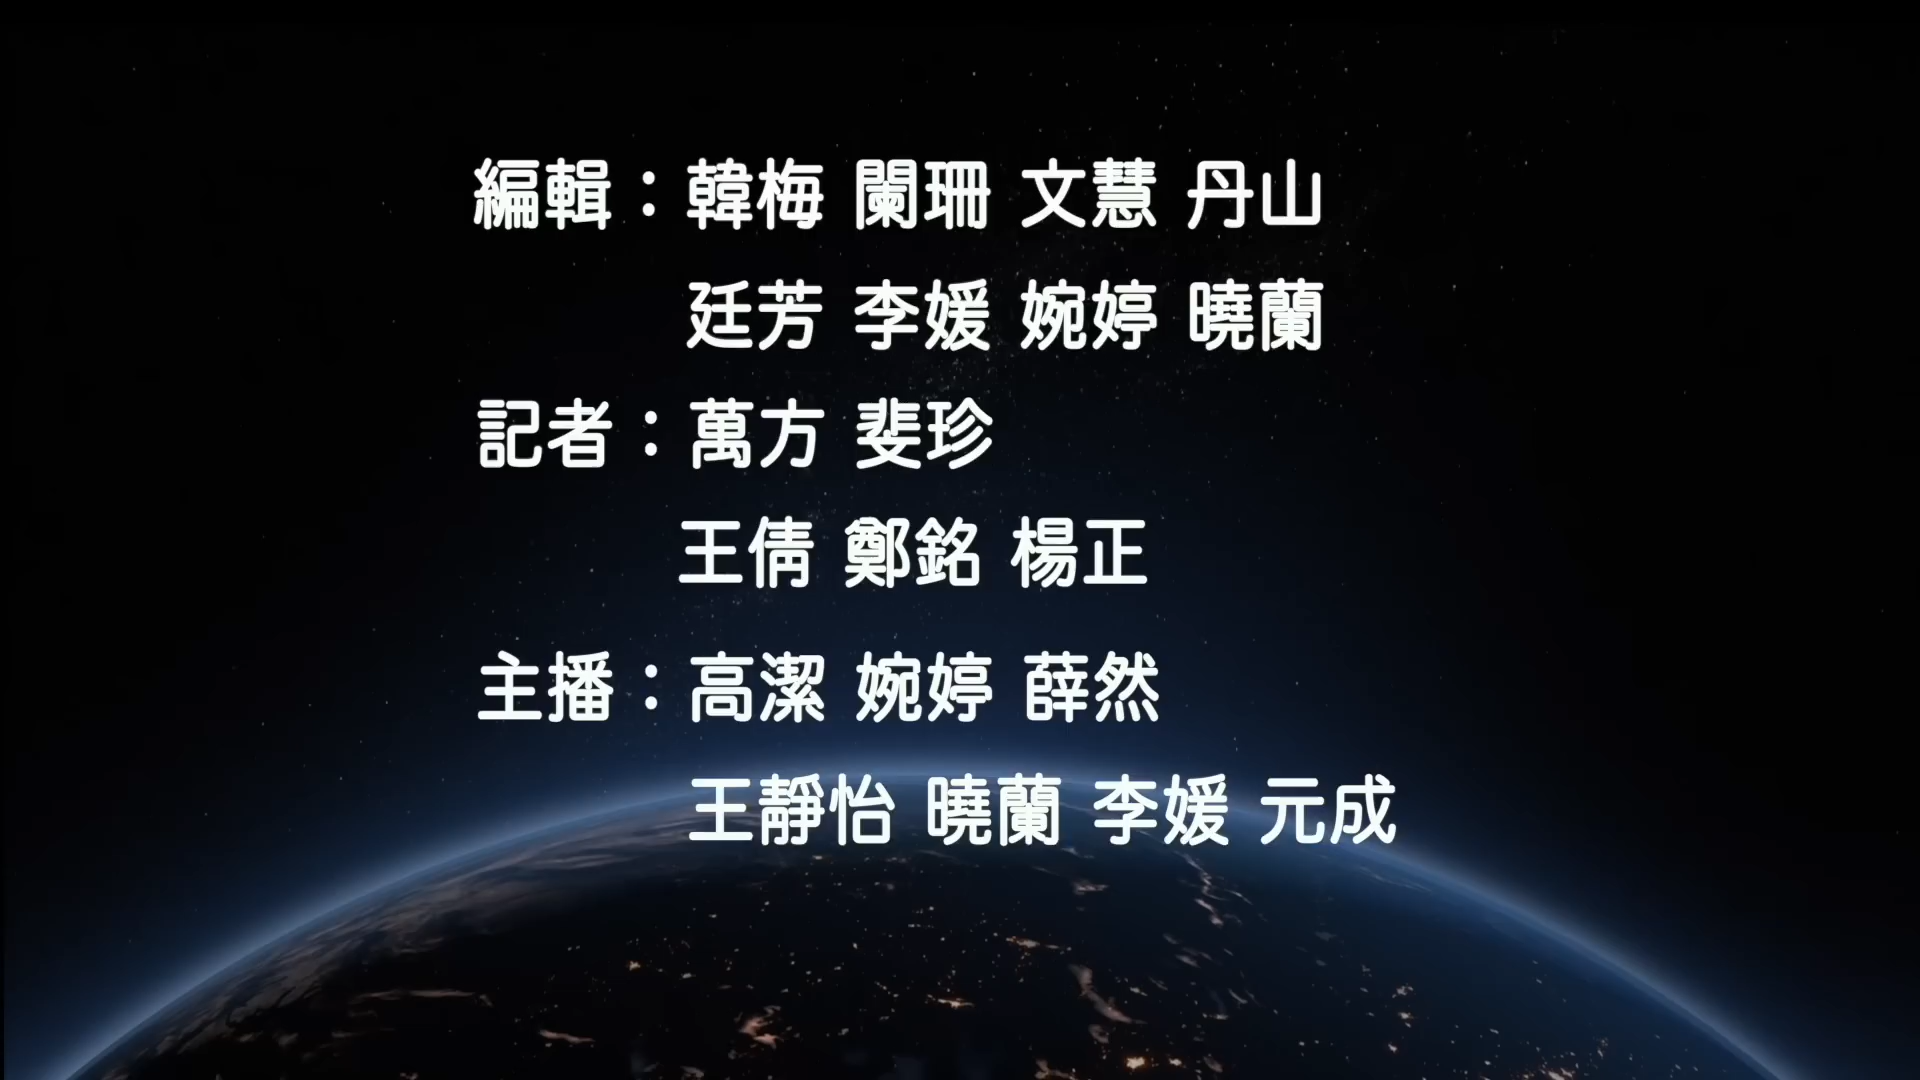 編輯：韓梅 闌珊 文慧 丹山
廷芳 李媛 婉婷 曉蘭
記者：萬方 斐珍
王倩 鄭銘 楊正
主播：高潔 婉婷 薛然
王靜怡 曉蘭 李媛 元成